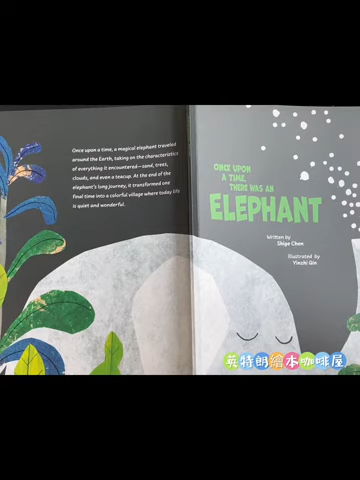 Once upon a time, a magical elephant traveled
around the Earth, taking on the characteristics
of everything it encountered—sand, trees,
clouds, and even a teacup. At the end of the
elephant's long journey, it transformed one
final time into a colorful village where today life
is quiet and wonderful.
ONCE UPON
A TIME,
THERE WAS AN
ELEPHANT
Written by
Shige Chen
Illustrated by
Yinzhi Qin
英特朗繪本咖啡屋